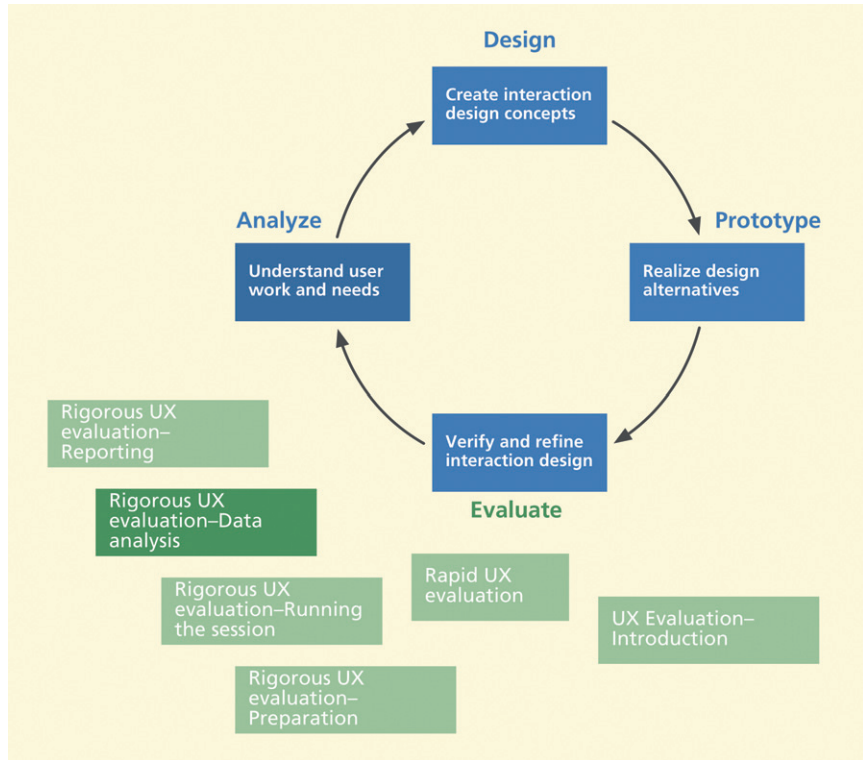 Design
Create interaction
design concepts
Analyze
Prototype
Understand user
work and needs
Realize design
alternatives
Verify and refine
interaction design
Evaluate
Rigorous UX
evaluation–
Reporting
Rigorous UX
evaluation–Data
analysis
Rigorous UX
evaluation–Running
the session
Rigorous UX
evaluation–
Preparation
Rapid UX
evaluation
UX Evaluation–
Introduction